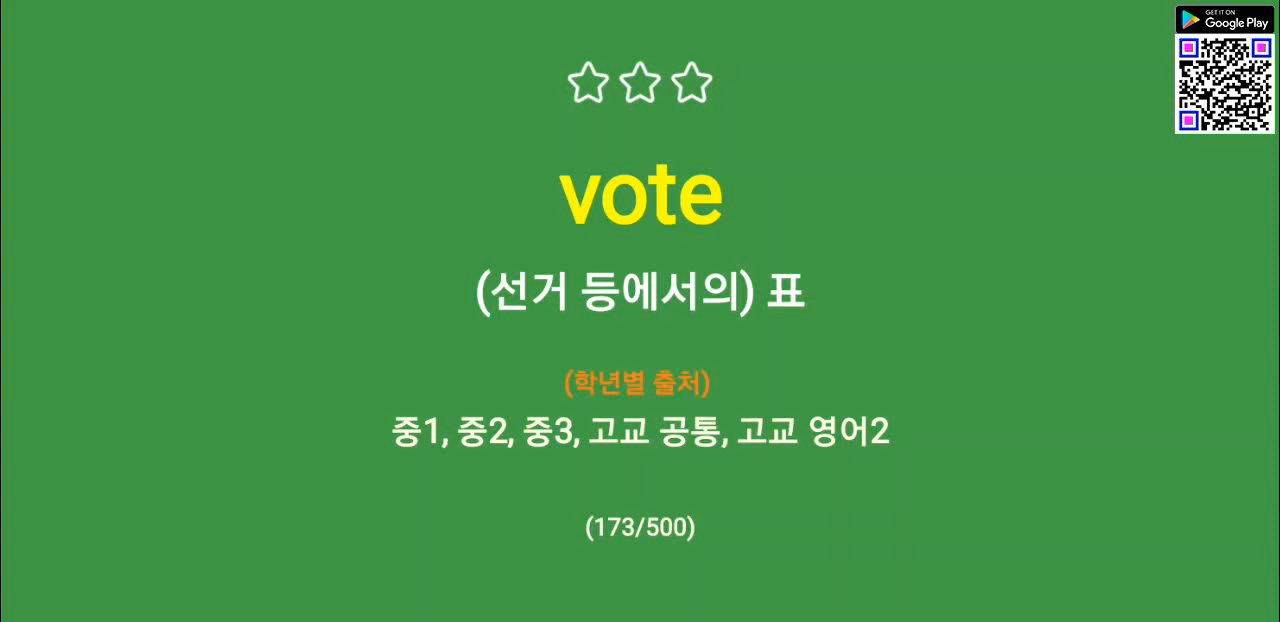 GET IT ON
Google Play
vote
(선거 등에서의) 표
(학년별 출처)
중1, 중2, 중3, 고교 공통, 고교 영어2
(173/500)